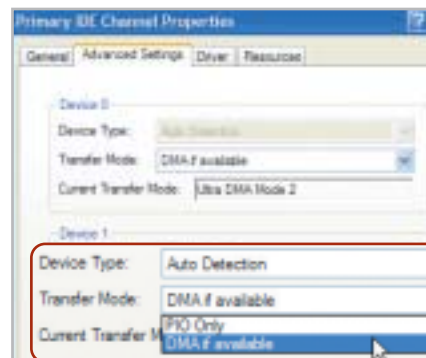 Primary IDE Channel Properties
?
General Advanced Settings Driver Resources
Device 0
Device Type: Auto Detection
Transfer Mode: DMA if available
Current Transfer Mode: Ultra DMA Mode 2
Device 1
Device Type: Auto Detection
Transfer Mode: DMA if available
PIO Only
Current Transfer M DMA if available